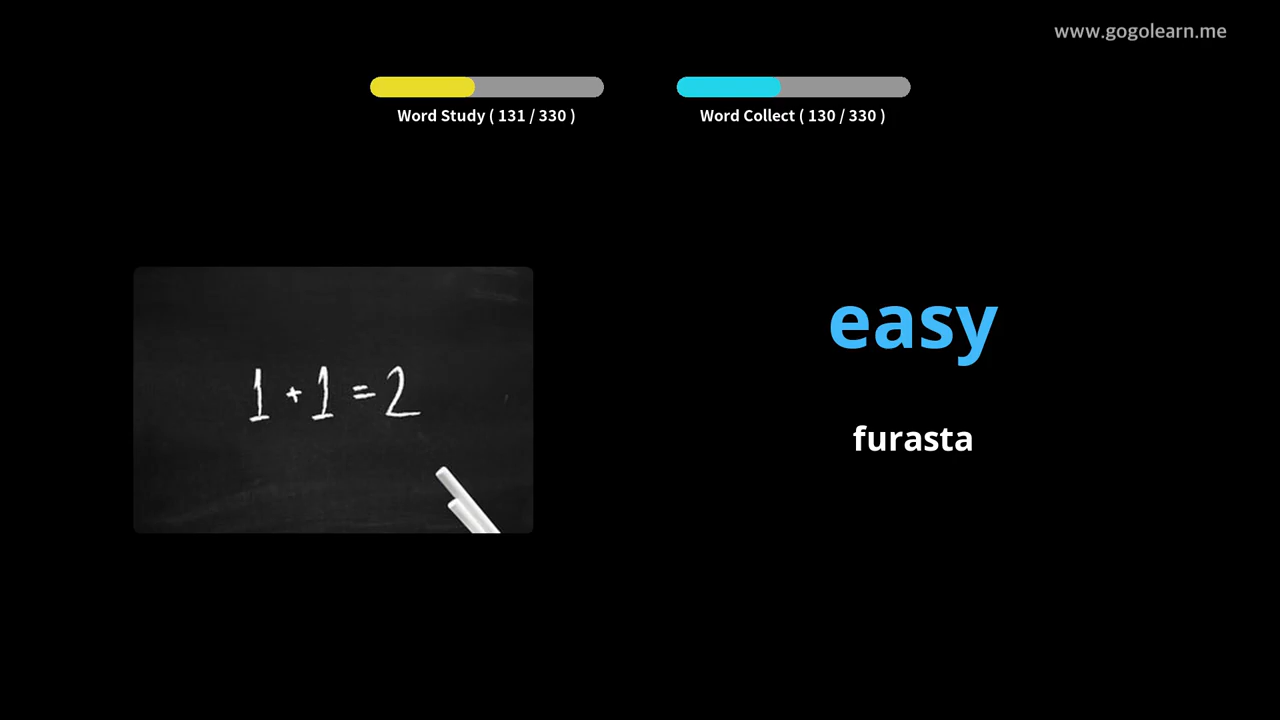 www.gogolearn.me
Word Study ( 131 / 330 )
Word Collect ( 130 / 330 )
1 + 1 = 2
easy
furasta